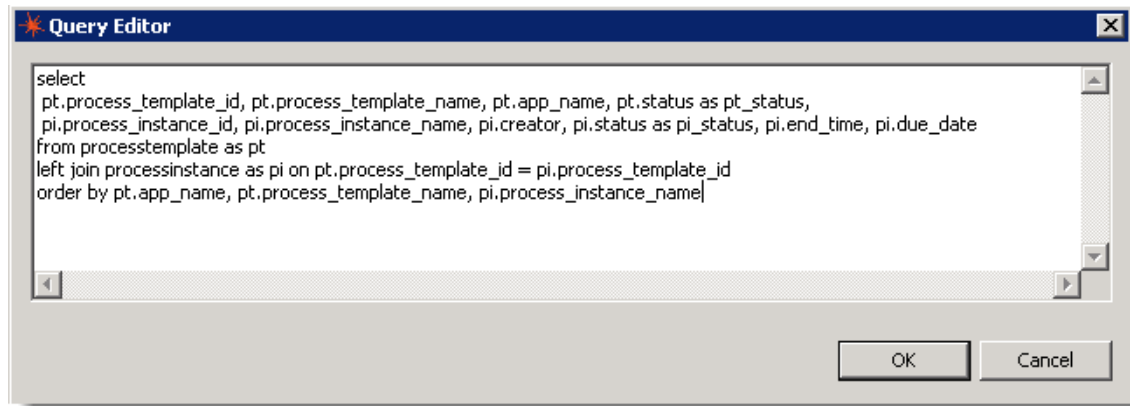 Query Editor
select
pt.process_template_id, pt.process_template_name, pt.app_name, pt.status as pt_status,
pi.process_instance_id, pi.process_instance_name, pi.creator, pi.status as pi_status, pi.end_time, pi.due_date
from processtemplate as pt
left join processinstance as pi on pt.process_template_id = pi.process_template_id
order by pt.app_name, pt.process_template_name, pi.process_instance_name
OK Cancel